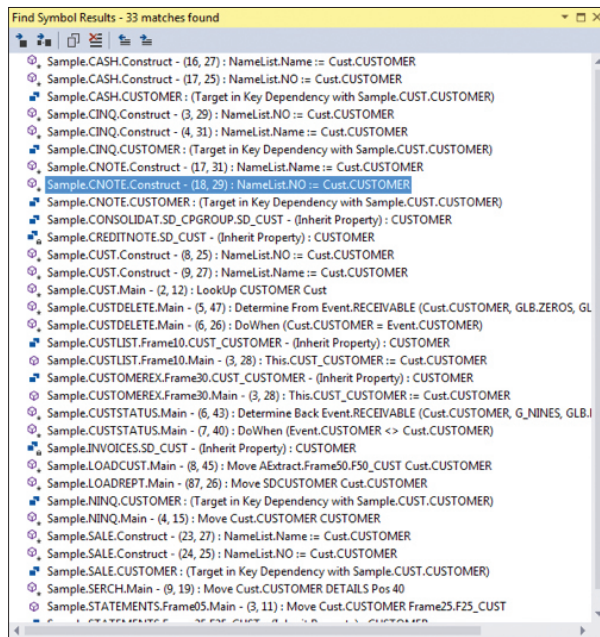 Find Symbol Results - 33 matches found
Sample.CASH.Construct - (16, 27) : NameList.Name := Cust.CUSTOMER
Sample.CASH.Construct - (17, 25) : NameList.NO := Cust.CUSTOMER
Sample.CASH.CUSTOMER : (Target in Key Dependency with Sample.CUST.CUSTOMER)
Sample.CINQ.Construct - (3, 29) : NameList.NO := Cust.CUSTOMER
Sample.CINQ.Construct - (4, 31) : NameList.Name := Cust.CUSTOMER
Sample.CINQ.CUSTOMER : (Target in Key Dependency with Sample.CUST.CUSTOMER)
Sample.CNOTE.Construct - (17, 31) : NameList.Name := Cust.CUSTOMER
Sample.CNOTE.Construct - (18, 29) : NameList.NO := Cust.CUSTOMER
Sample.CNOTE.CUSTOMER : (Target in Key Dependency with Sample.CUST.CUSTOMER)
Sample.CONSOLIDAT.SD_CPGROUP.SD_CUST - (Inherit Property) : CUSTOMER
Sample.CREDITNOTE.SD_CUST - (Inherit Property) : CUSTOMER
Sample.CUST.Construct - (8, 25) : NameList.NO := Cust.CUSTOMER
Sample.CUST.Construct - (9, 27) : NameList.Name := Cust.CUSTOMER
Sample.CUST.Main - (2, 12) : LookUp CUSTOMER Cust
Sample.CUSTDELETE.Main - (5, 47) : Determine From Event.RECEIVABLE (Cust.CUSTOMER, GLB.ZEROS, GL
Sample.CUSTDELETE.Main - (6, 26) : DoWhen (Cust.CUSTOMER = Event.CUSTOMER)
Sample.CUSTLIST.Frame10.CUST_CUSTOMER - (Inherit Property) : CUSTOMER
Sample.CUSTLIST.Frame10.Main - (3, 28) : This.CUST_CUSTOMER := Cust.CUSTOMER
Sample.CUSTOMEREX.Frame30.CUST_CUSTOMER - (Inherit Property) : CUSTOMER
Sample.CUSTOMEREX.Frame30.Main - (3, 28) : This.CUST_CUSTOMER := Cust.CUSTOMER
Sample.CUSTSTATUS.Main - (6, 43) : Determine Back Event.RECEIVABLE (Cust.CUSTOMER, G_NINES, GLB.
Sample.CUSTSTATUS.Main - (7, 40) : DoWhen (Event.CUSTOMER <> Cust.CUSTOMER)
Sample.INVOICES.SD_CUST - (Inherit Property) : CUSTOMER
Sample.LOADCUST.Main - (8, 45) : Move AExtract.Frame50.F50_CUST Cust.CUSTOMER
Sample.LOADREPT.Main - (87, 26) : Move SDCUSTOMER Cust.CUSTOMER
Sample.NINQ.CUSTOMER : (Target in Key Dependency with Sample.CUST.CUSTOMER)
Sample.NINQ.Main - (4, 15) : Move Cust.CUSTOMER CUSTOMER
Sample.SALE.Construct - (23, 27) : NameList.Name := Cust.CUSTOMER
Sample.SALE.Construct - (24, 25) : NameList.NO := Cust.CUSTOMER
Sample.SALE.CUSTOMER : (Target in Key Dependency with Sample.CUST.CUSTOMER)
Sample.SERCH.Main - (9, 19) : Move Cust.CUSTOMER DETAILS Pos 40
Sample.STATEMENTS.Frame05.Main - (3, 11) : Move Cust.CUSTOMER Frame25.F25_CUST